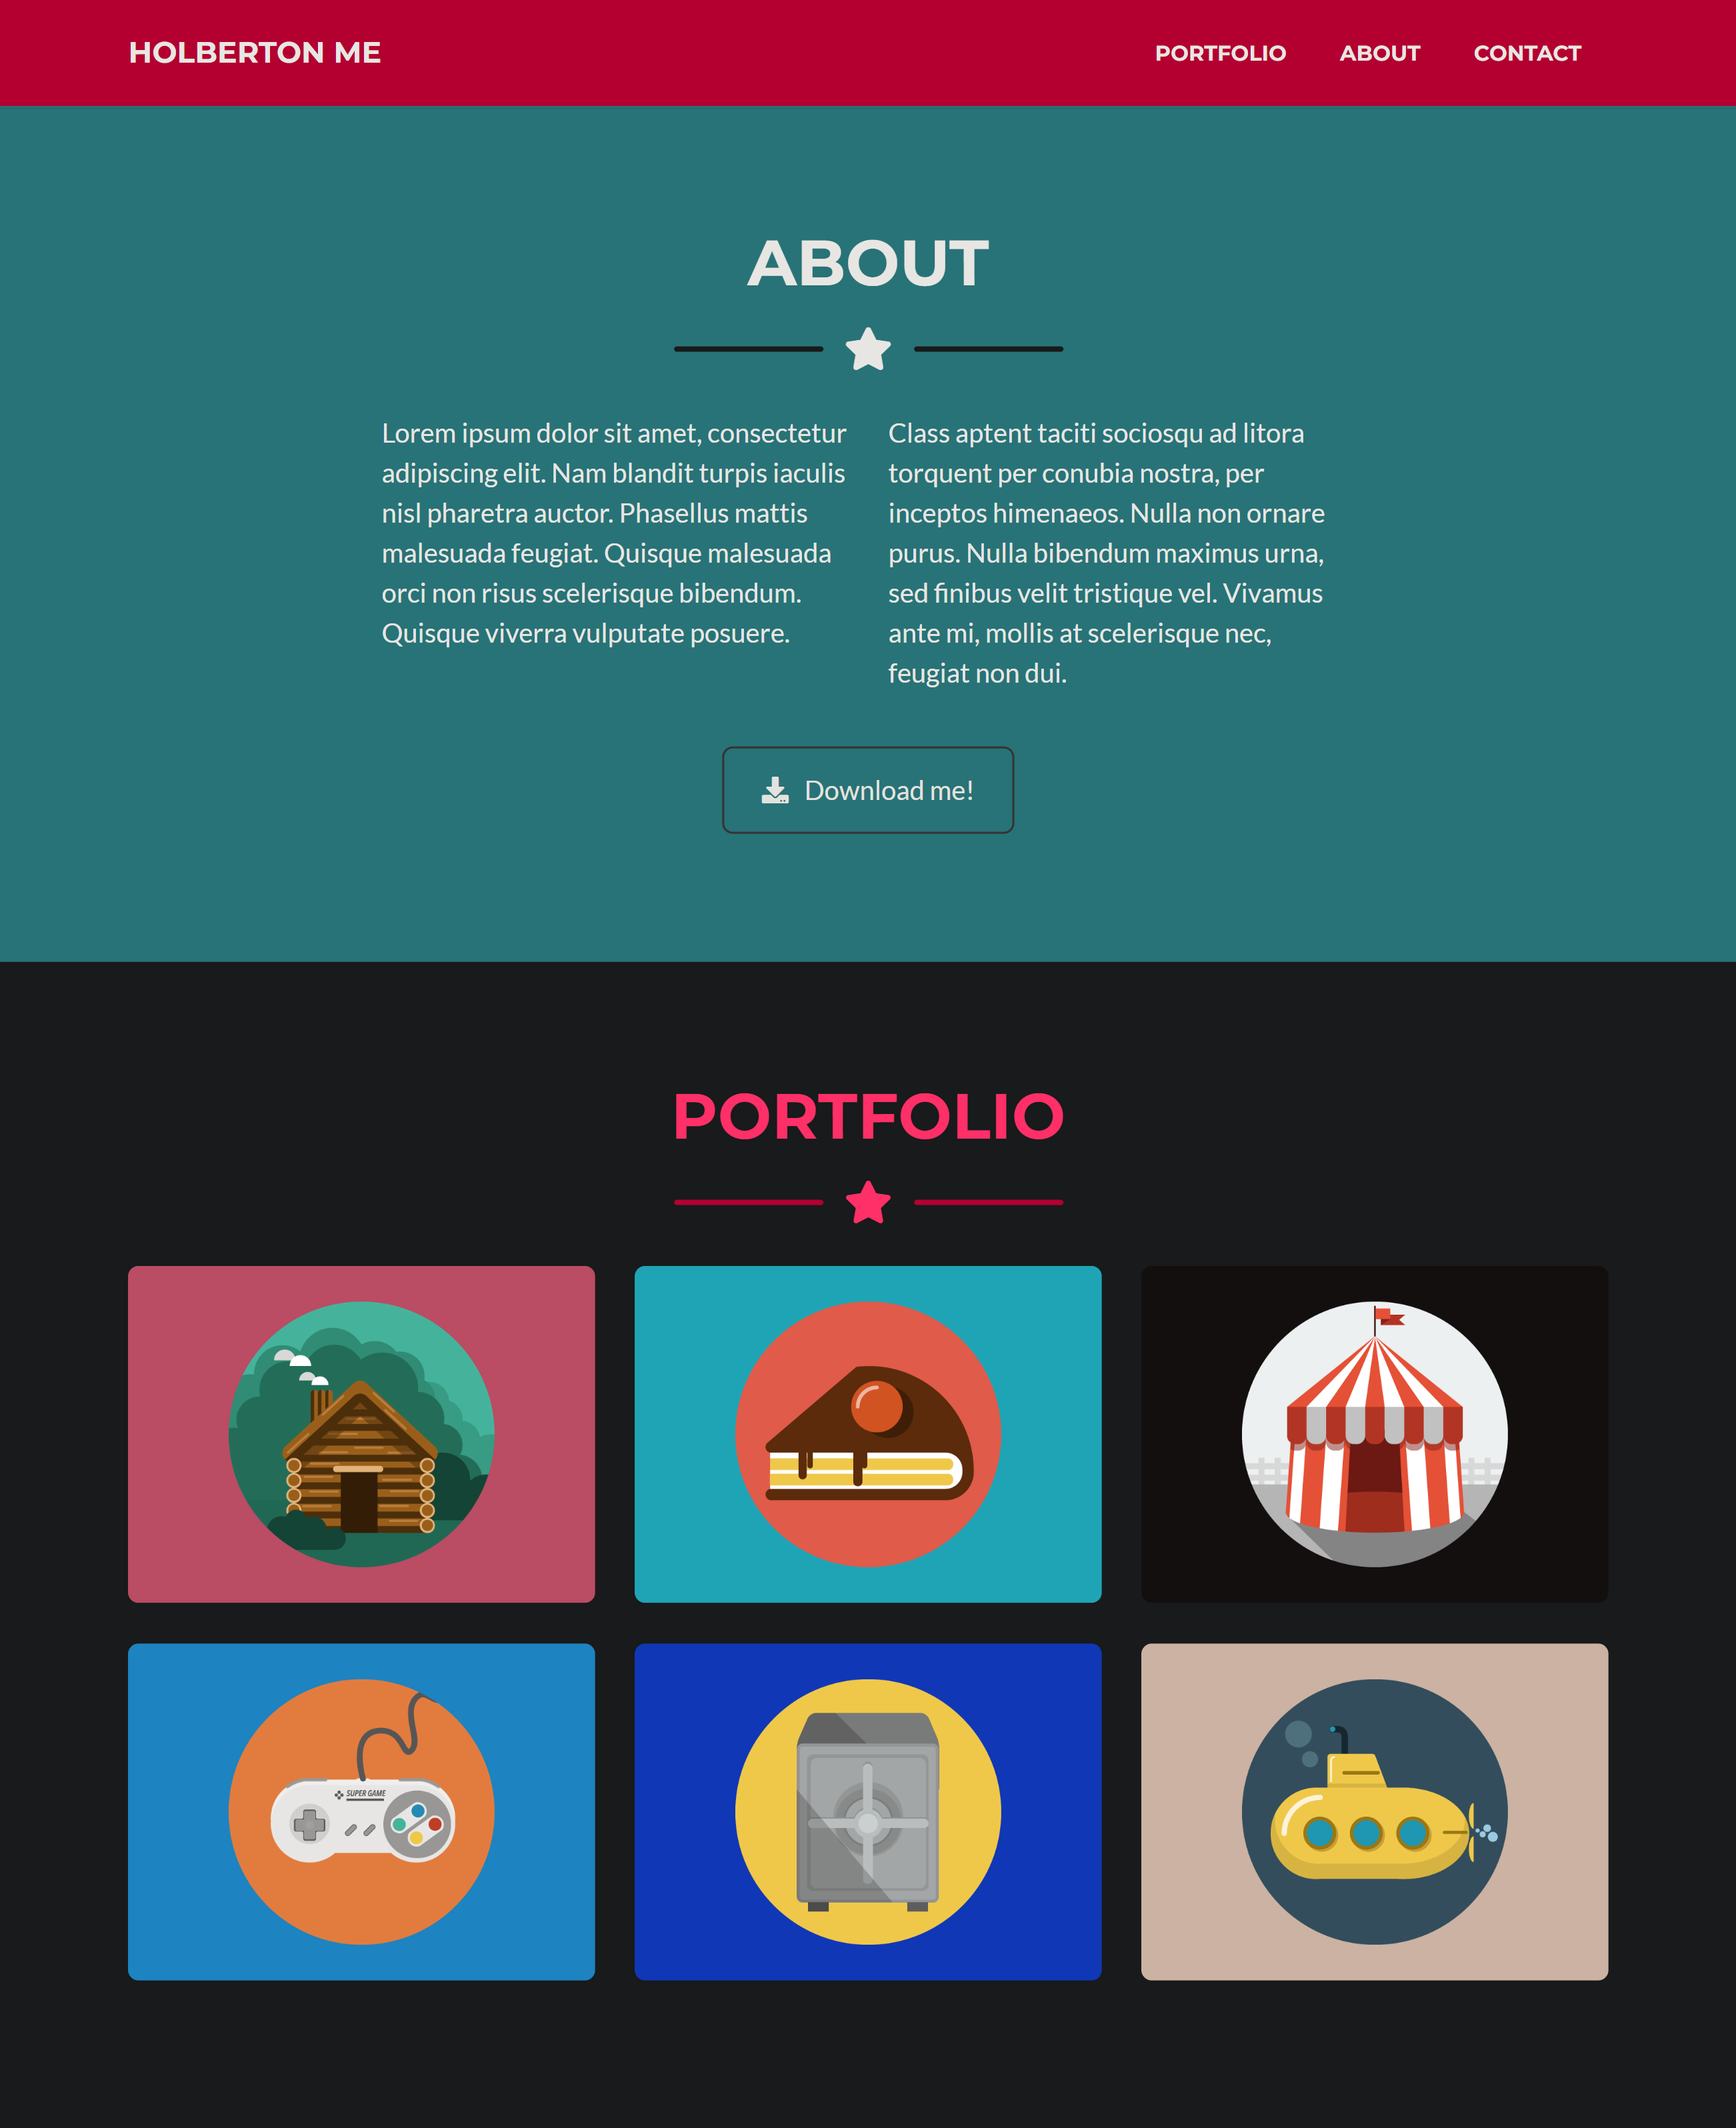 HOLBERTON ME
PORTFOLIO ABOUT CONTACT
ABOUT
Lorem ipsum dolor sit amet, consectetur
adipiscing elit. Nam blandit turpis iaculis
nisl pharetra auctor. Phasellus mattis
malesuada feugiat. Quisque malesuada
orci non risus scelerisque bibendum.
Quisque viverra vulputate posuere.
Class aptent taciti sociosqu ad litora
torquent per conubia nostra, per
inceptos himenaeos. Nulla non ornare
purus. Nulla bibendum maximus urna,
sed finibus velit tristique vel. Vivamus
ante mi, mollis at scelerisque nec,
feugiat non dui.
Download me!
PORTFOLIO
SUPER GAME